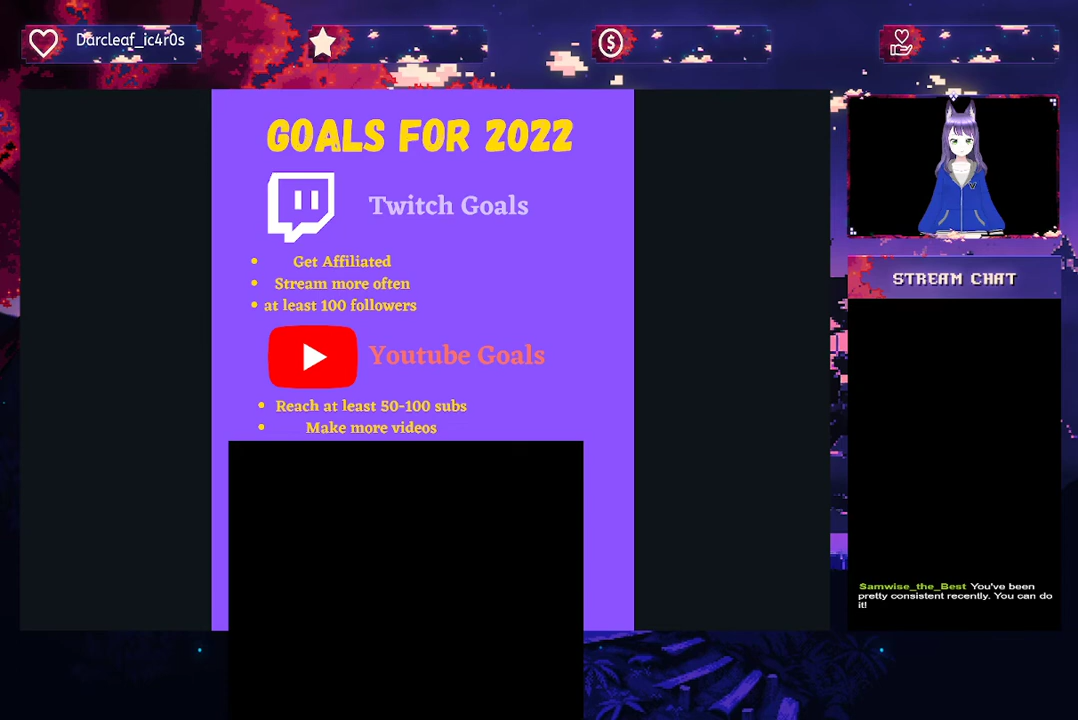 Darcleaf_ic4r0s
GOALS FOR 2022
Twitch Goals
• Get Affiliated
• Stream more often
• at least 100 followers
Youtube Goals
• Reach at least 50-100 subs
• Make more videos
STREAM CHAT
Samwise_the_Best You've been
pretty consistent recently. You can do
it!